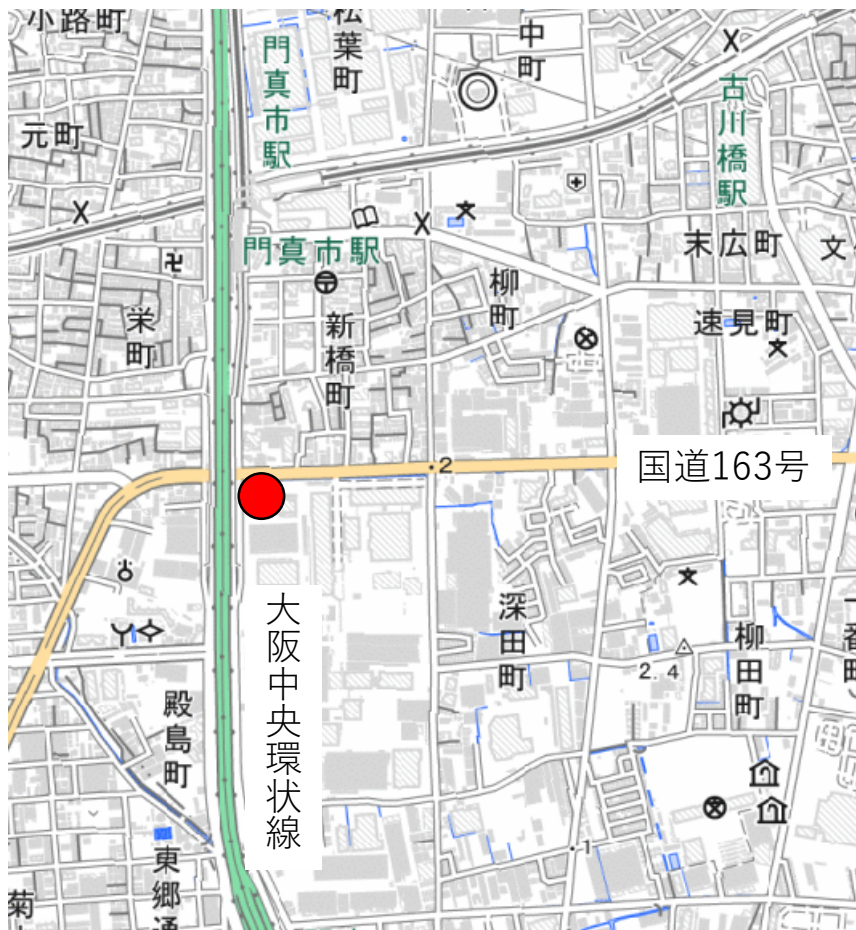 小路町
松葉町
中町
門真市駅
古川橋駅
元町
門真市駅
末広町
文
柳町
栄町
新橋町
速見町
2
国道163号
大阪中央環状線
深田町
柳田町
一番町
2.4
殿島町
1
東郷通
菊